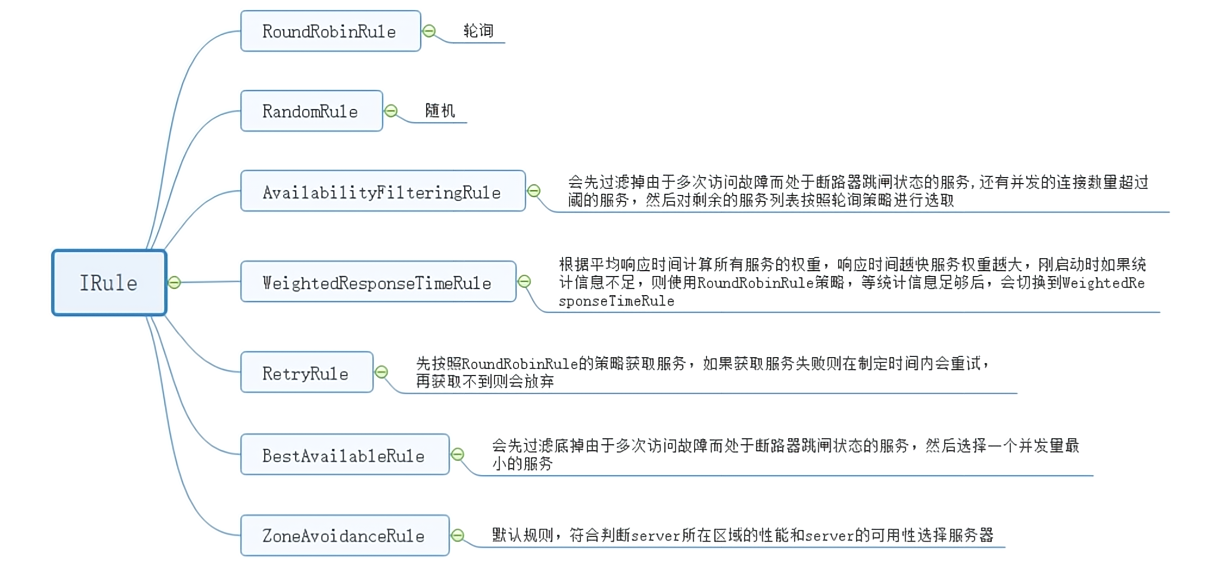 RoundRobinRule
轮询
RandomRule
随机
AvailabilityFilteringRule
会先过滤掉由于多次访问故障而处于断路器跳闸状态的服务,还有并发的连接数量超过
阈的服务，然后对剩余的服务列表按照轮询策略进行选取
IRule
WeightedResponseTimeRule
根据平均响应时间计算所有服务的权重，响应时间越快服务权重越大，刚启动时如果统
计信息不足，则使用RoundRobinRule策略，等统计信息足够后，会切换到WeightedRe
sponseTimeRule
RetryRule
先按照RoundRobinRule的策略获取服务，如果获取服务失败则在制定时间内会重试，
再获取不到则会放弃
BestAvailableRule
会先过滤底掉由于多次访问故障而处于断路器跳闸状态的服务，然后选择一个并发量最
小的服务
ZoneAvoidanceRule
默认规则，符合判断server所在区域的性能和server的可用性选择服务器